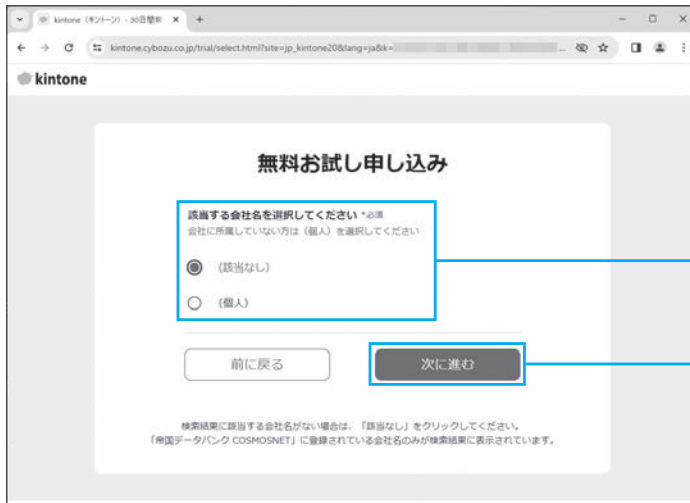 kintone（キントーン）- 30日間無
kintone.cybozu.co.jp/trial/select.html?site=jp_kintone20&lang=ja&k=
kintone
無料お試し申し込み
該当する会社名を選択してください *必須
会社に所属していない方は（個人）を選択してください
（該当なし）
（個人）
前に戻る
次に進む
検索結果に該当する会社名がない場合は、「該当なし」をクリックしてください。
「帝国データバンク COSMOSNET」に登録されている会社名のみが検索結果に表示されています。